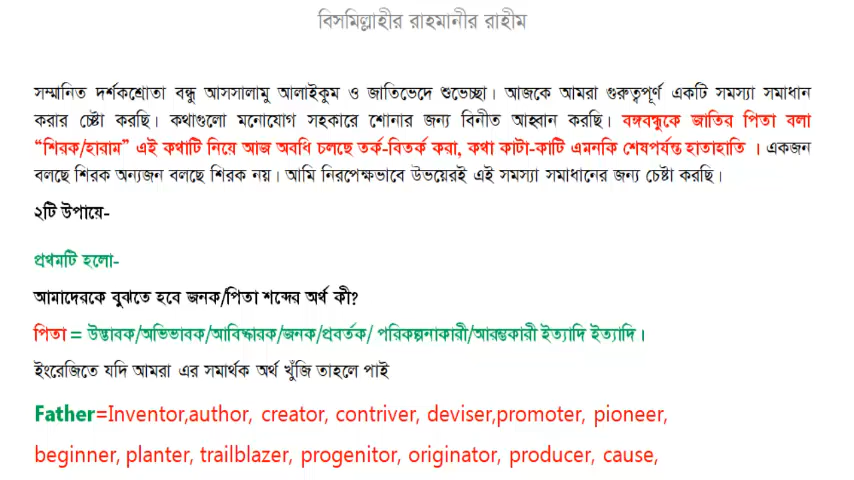 বিসমিল্লাহীর রাহমানীর রাহীম
সম্মানিত দর্শকশ্রোতা বন্ধু আসসালামু আলাইকুম ও জাতিভেদে শুভেচ্ছা। আজকে আমরা গুরুত্বপূর্ণ একটি সমস্যা সমাধান
করার চেষ্টা করছি। কথাগুলো মনোযোগ সহকারে শোনার জন্য বিনীত আহ্বান করছি। বঙ্গবন্ধুকে জাতির পিতা বলা
“শিরক/হারাম” এই কথাটি নিয়ে আজ অবধি চলছে তর্ক-বিতর্ক করা, কথা কাটা-কাটি এমনকি শেষপর্যন্ত হাতাহাতি । একজন
বলছে শিরক অন্যজন বলছে শিরক নয়। আমি নিরপেক্ষভাবে উভয়েরই এই সমস্যা সমাধানের জন্য চেষ্টা করছি।
২টি উপায়ে-
প্রথমটি হলো-
আমাদেরকে বুঝতে হবে জনক/পিতা শব্দের অর্থ কী?
পিতা = উদ্ভাবক/অভিভাবক/আবিষ্কারক/জনক/প্রবর্তক/ পরিকল্পনাকারী/আরম্ভকারী ইত্যাদি ইত্যাদি ।
ইংরেজিতে যদি আমরা এর সমার্থক অর্থ খুঁজি তাহলে পাই
Father=Inventor,author, creator, contriver, deviser,promoter, pioneer,
beginner, planter, trailblazer, progenitor, originator, producer, cause,